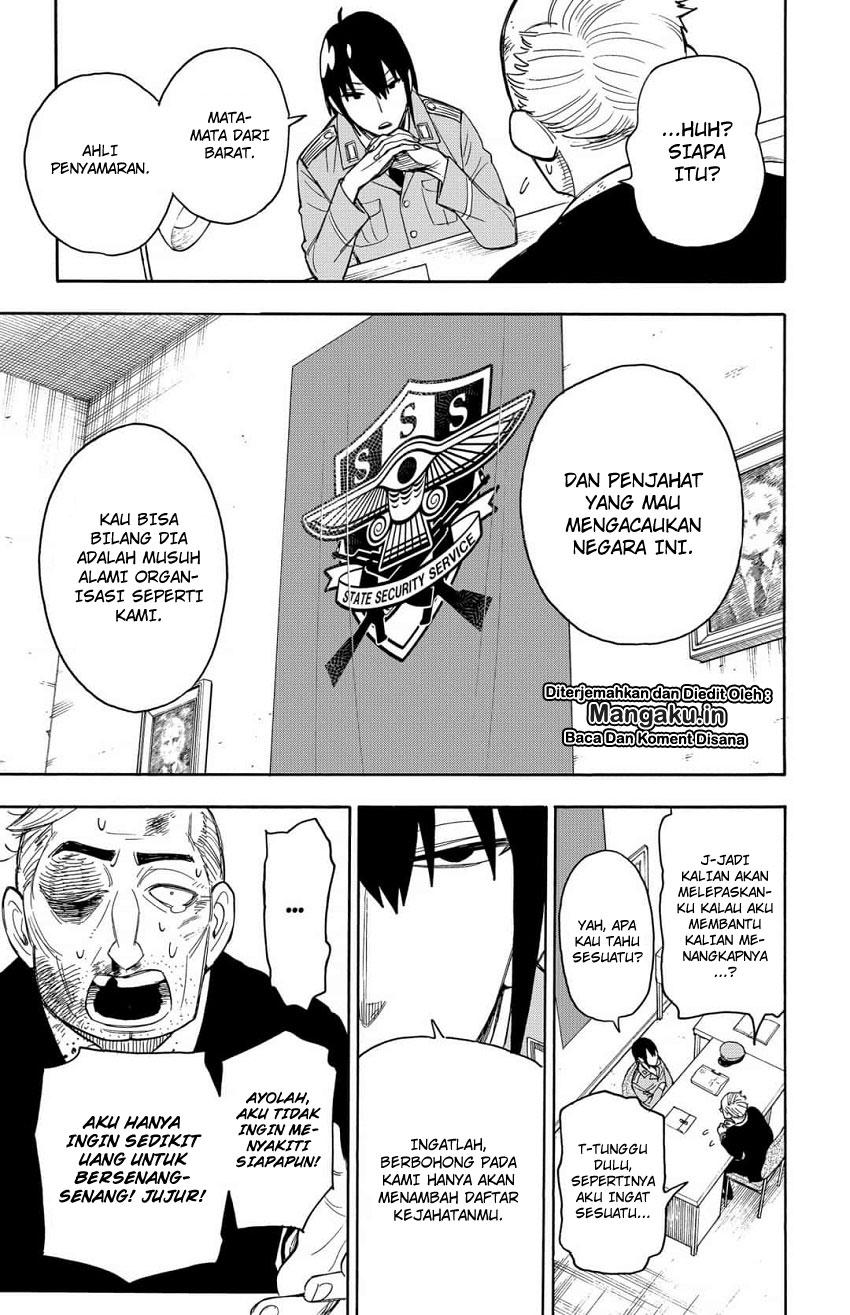 ...HUH?
SIAPA
ITU?
MATA-
MATA DARI
BARAT.
AHLI
PENYAMARAN.
DAN PENJAHAT
YANG MAU
MENGACAUKAN
NEGARA INI.
S S S
STATE SECURITY SERVICE
KAU BISA
BILANG DIA
ADALAH MUSUH
ALAMI ORGAN-
ISASI SEPERTI
KAMI.
Diterjemahkan dan Diedit Oleh:
Mangaku.in
Baca Dan Koment Disana
J-JADI
KALIAN AKAN
MELEPASKAN-
KU KALAU AKU
MEMBANTU
KALIAN ME-
NANGKAPNYA
...?
YAH, APA
KAU TAHU
SESUATU?
T-TUNGGU
DULU,
SEPERTINYA
AKU INGAT
SESUATU...
INGATLAH,
BERBOHONG PADA
KAMI HANYA AKAN
MENAMBAH DAFTAR
KEJAHATANMU.
...
AYOLAH,
AKU TIDAK
INGIN ME-
NYAKITI
SIAPAPUN!
AKU HANYA
INGIN SEDIKIT
UANG UNTUK
BERSENANG-
SENANG! JUJUR!